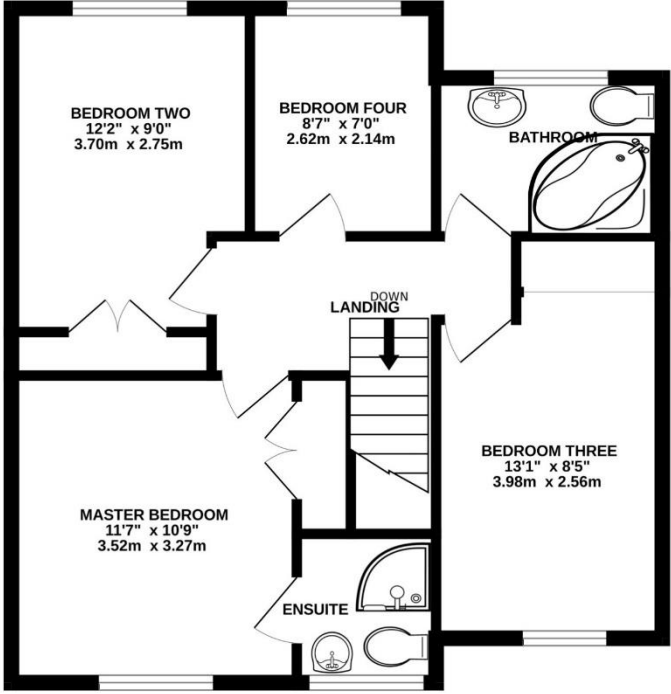 BEDROOM TWO
12'2" x 9'0"
3.70m x 2.75m
BEDROOM FOUR
8'7" x 7'0"
2.62m x 2.14m
BATHROOM
DOWN
LANDING
BEDROOM THREE
13'1" x 8'5"
3.98m x 2.56m
MASTER BEDROOM
11'7" x 10'9"
3.52m x 3.27m
ENSUITE